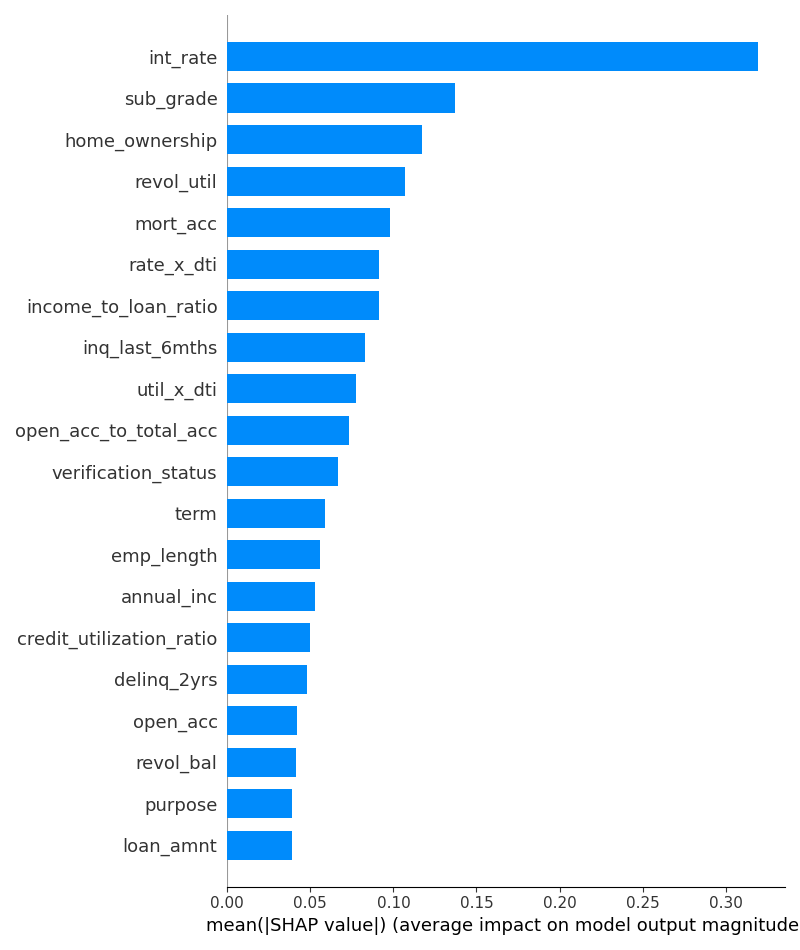 int_rate
sub_grade
home_ownership
revol_util
mort_acc
rate_x_dti
income_to_loan_ratio
inq_last_6mths
util_x_dti
open_acc_to_total_acc
verification_status
term
emp_length
annual_inc
credit_utilization_ratio
delinq_2yrs
open_acc
revol_bal
purpose
loan_amnt
0.00 0.05 0.10 0.15 0.20 0.25 0.30
mean(|SHAP value|) (average impact on model output magnitude